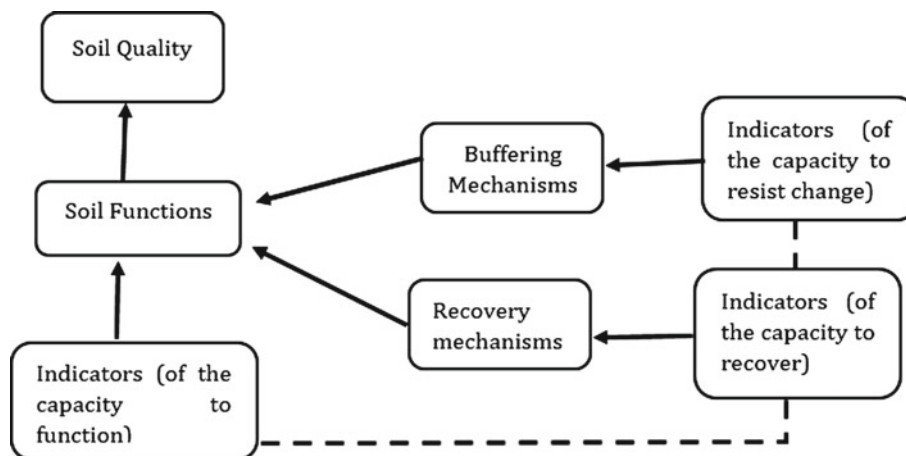 Soil Quality
Soil Functions
Indicators (of the
capacity to
function)
Buffering
Mechanisms
Recovery
mechanisms
Indicators (of
the capacity to
resist change)
Indicators (of
the capacity to
recover)